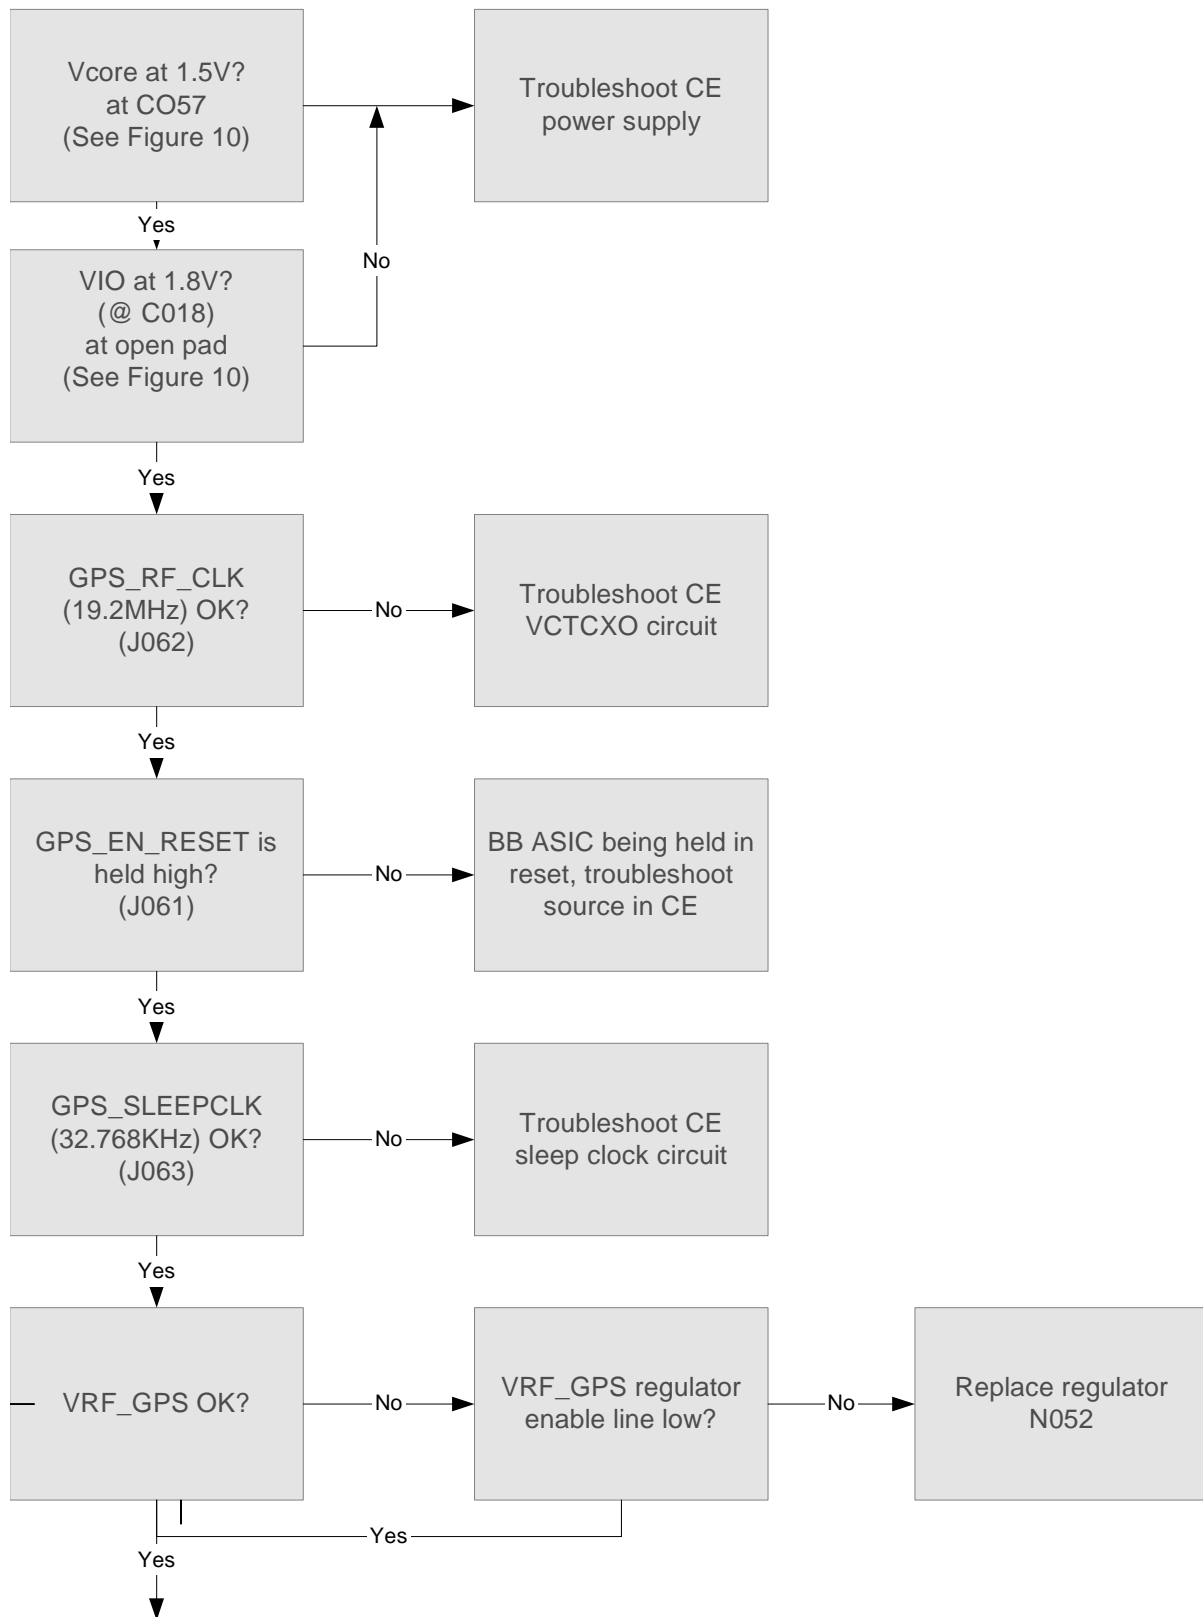 Vcore at 1.5V?
at CO57
(See Figure 10)
Troubleshoot CE
power supply
Yes
No
VIO at 1.8V?
(@ C018)
at open pad
(See Figure 10)
Yes
GPS_RF_CLK
(19.2MHz) OK?
(J062)
No
Troubleshoot CE
VCTCXO circuit
Yes
GPS_EN_RESET is
held high?
(J061)
No
BB ASIC being held in
reset, troubleshoot
source in CE
Yes
GPS_SLEEPCLK
(32.768KHz) OK?
(J063)
No
Troubleshoot CE
sleep clock circuit
Yes
VRF_GPS OK?
No
VRF_GPS regulator
enable line low?
No
Replace regulator
N052
Yes
Yes